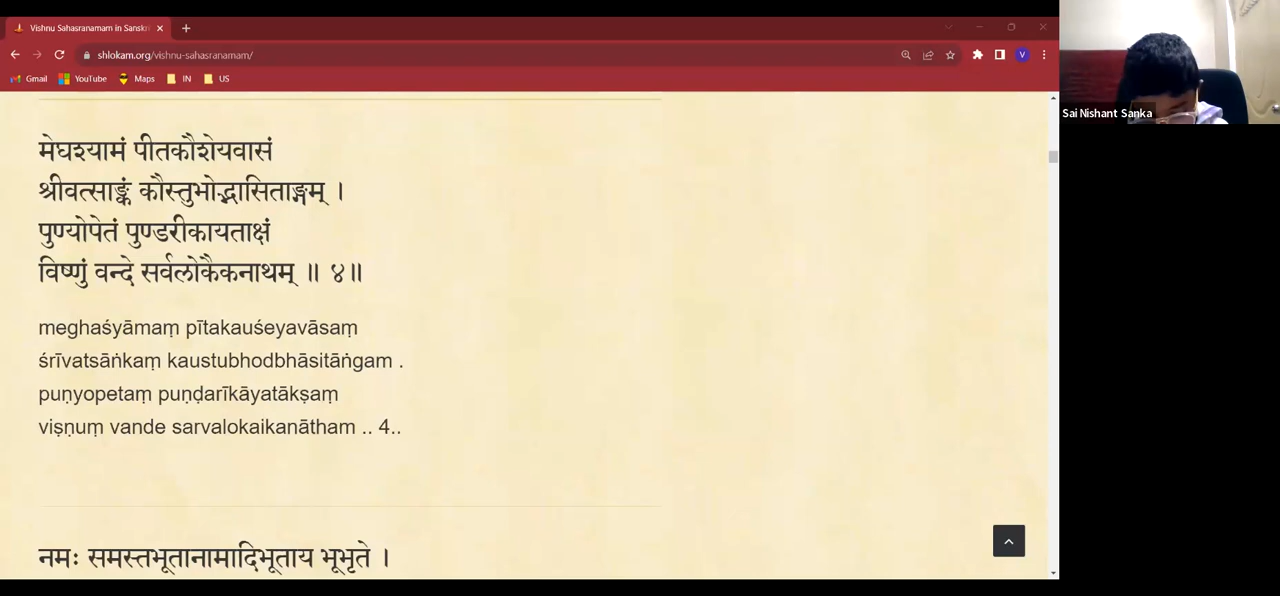 Vishnu Sahasranamam in Sanskri
shlokam.org/vishnu-sahasranamam/
V
Gmail YouTube Maps IN US
Sai Nishant Sanka
मेघश्यामं पीतकौशेयवासं
श्रीवत्साङ्कं कौस्तुभोद्भासिताङ्गम् ।
पुण्योपेतं पुण्डरीकायताक्षं
विष्णुं वन्दे सर्वलोकैकनाथम् ॥ ४॥
meghaśyāmaṃ pītakauśeyavāsaṃ
śrīvatsāṅkaṃ kaustubhodbhāsitāṅgam .
puṇyopetaṃ puṇḍarīkāyatākṣaṃ
viṣṇuṃ vande sarvalokaikanātham .. 4..
नमः समस्तभूतानामादिभूताय भूभृते ।